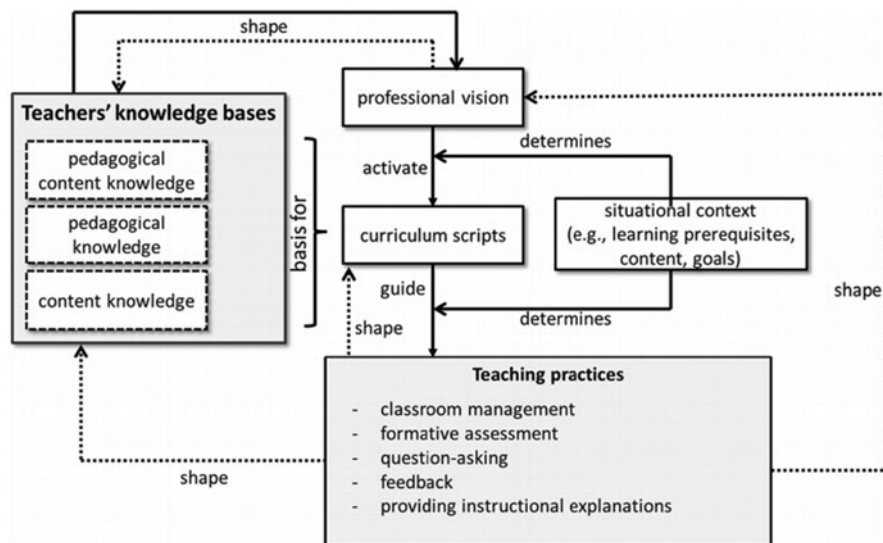 shape
shape
professional vision
Teachers' knowledge bases
pedagogical
content knowledge
pedagogical
knowledge
content knowledge
basis for
activate
determines
curriculum scripts
situational context
(e.g., learning prerequisites,
content, goals)
guide
determines
shape
shape
Teaching practices
- classroom management
- formative assessment
- question-asking
- feedback
- providing instructional explanations
shape